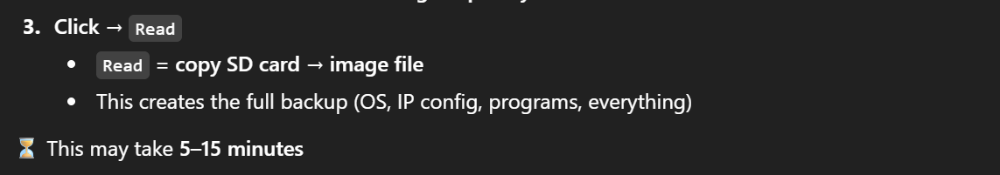 3. Click → Read
• Read = copy SD card → image file
• This creates the full backup (OS, IP config, programs, everything)
⏳ This may take 5–15 minutes